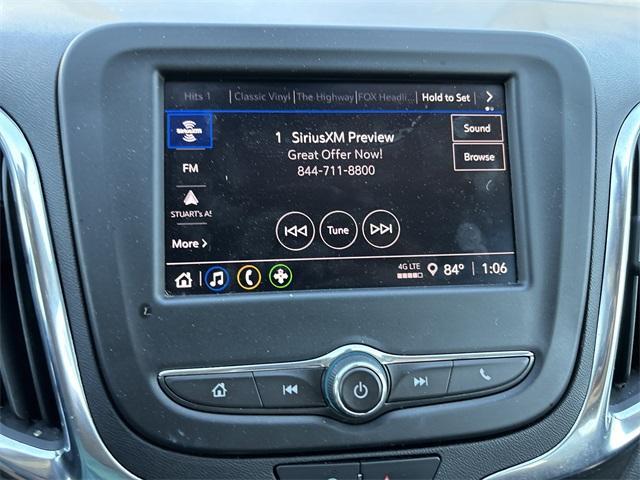 Hits 1 | Classic Vinyl | The Highway | FOX Headli... | Hold to Set
SiriusXM
1 SiriusXM Preview
Great Offer Now!
844-711-8800
Sound
Browse
FM
STUART's A!
More
Tune
4G LTE
84° 1:06